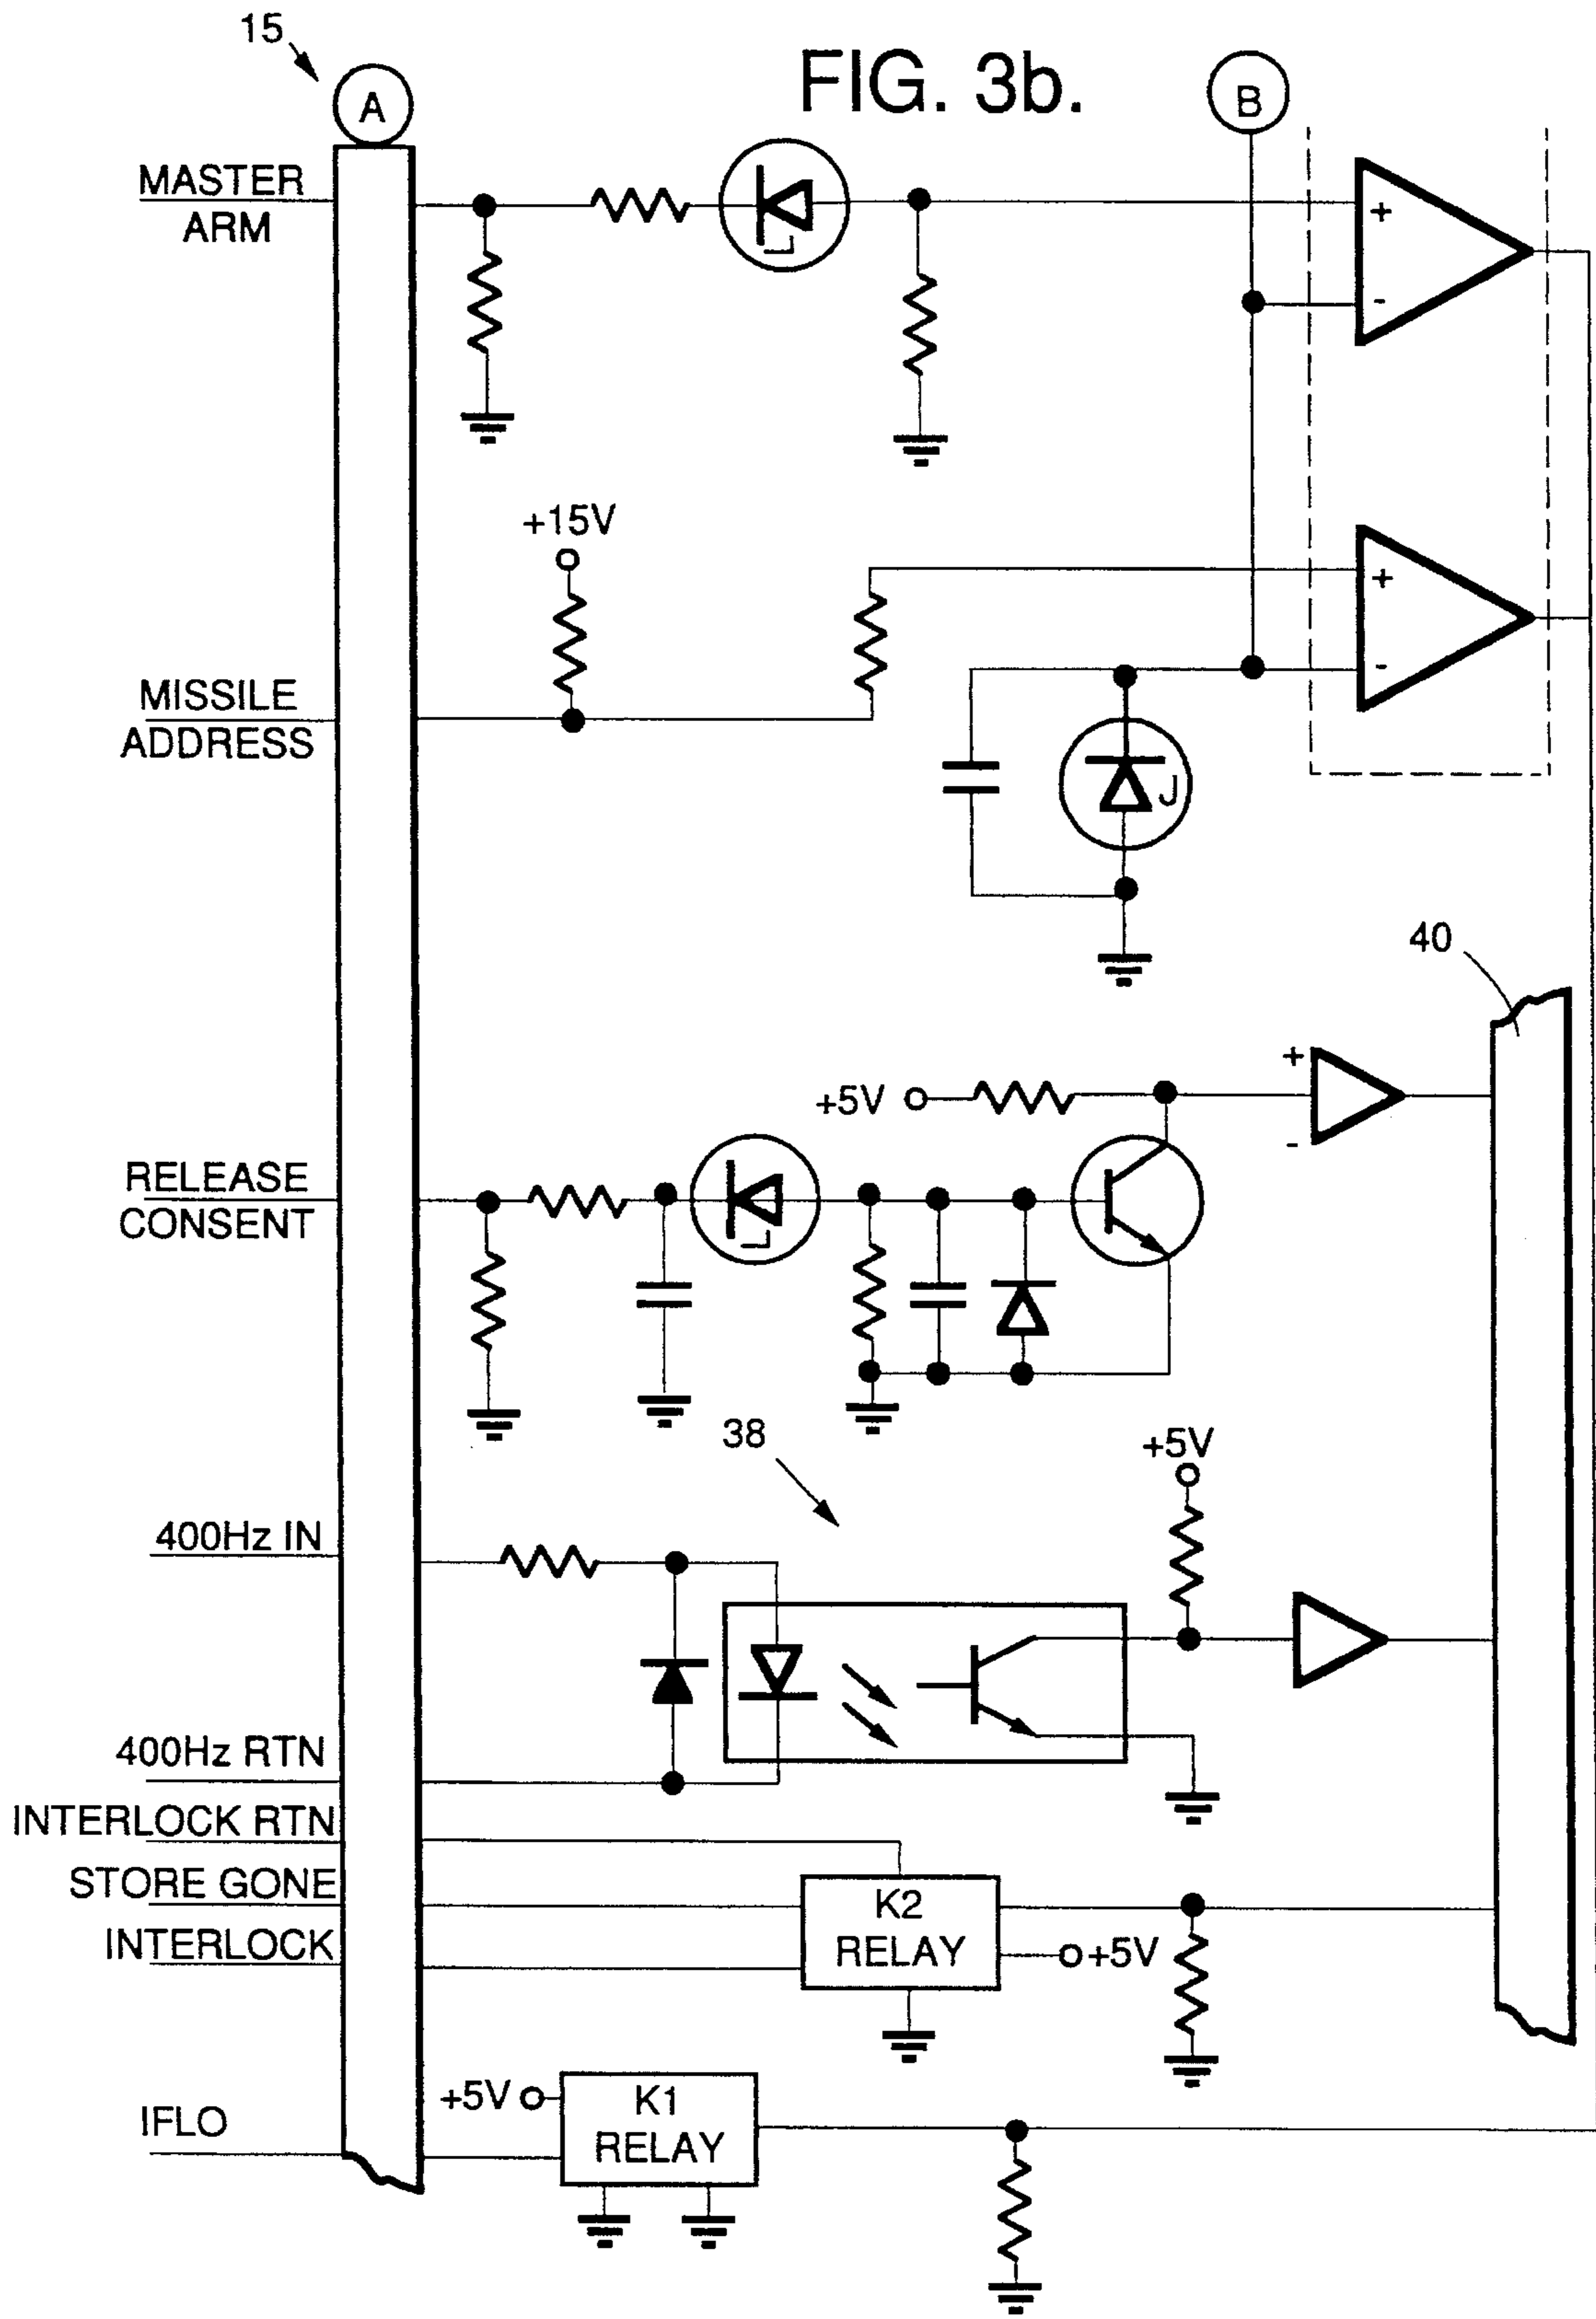 15
FIG. 3b.
A
B
MASTER
ARM
L
+
-
+15V
+
MISSILE
ADDRESS
-
J
40
+
+5V
-
RELEASE
CONSENT
L
38
+5V
400Hz IN
400Hz RTN
INTERLOCK RTN
STORE GONE
K2
RELAY
+5V
INTERLOCK
+5V
K1
RELAY
IFLO